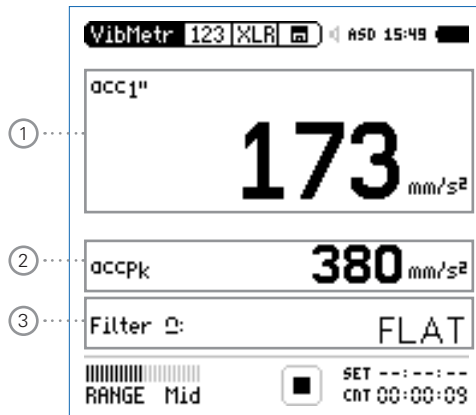 VibMetr 123 XLR ASD 15:49
1
acc1"
173 mm/s²
2
accPk
380 mm/s²
3
Filter Ω:
FLAT
SET --:--:--
RANGE Mid
CNT 00:00:09